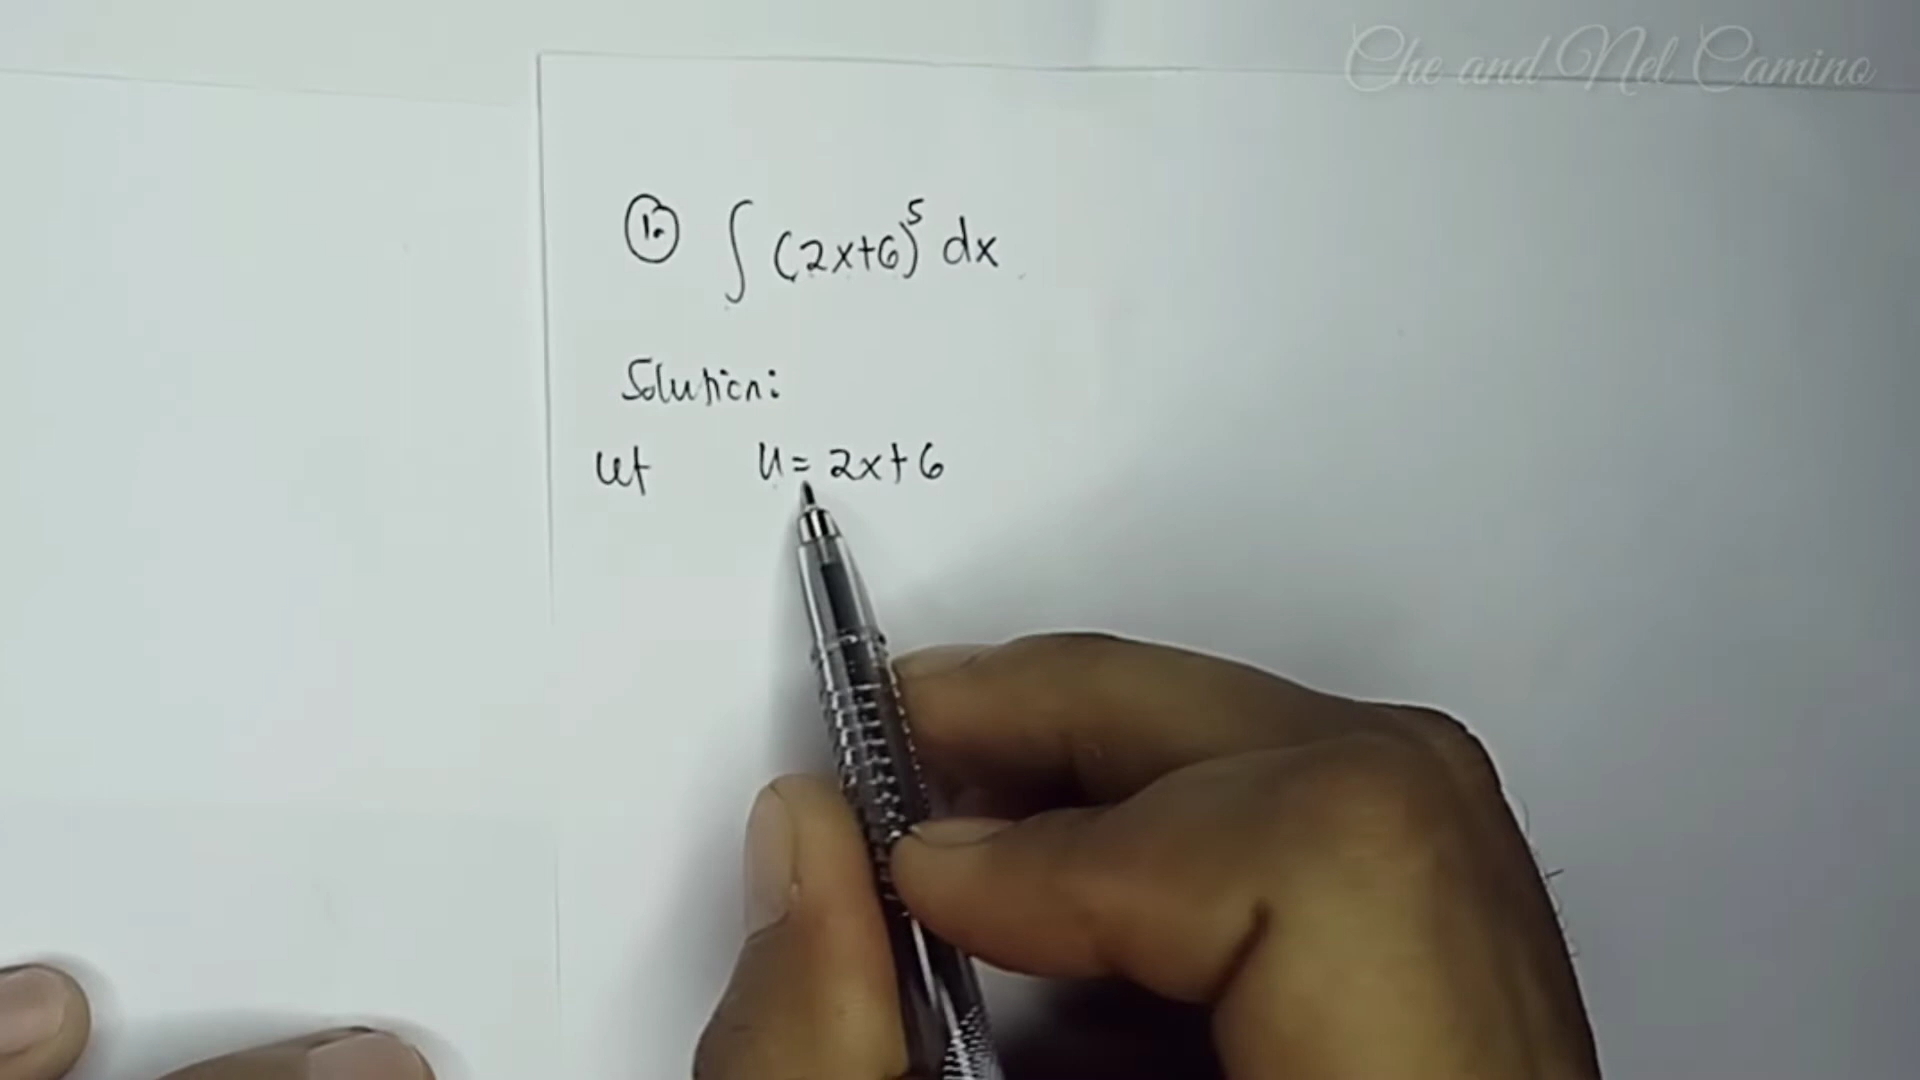 Che and Nel Camino
1. ∫ (2x+6)⁵ dx
Solution:
Let u = 2x+6